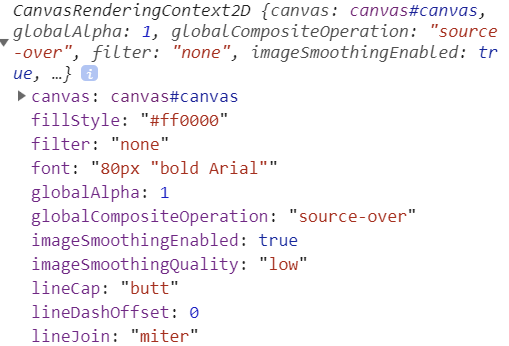 CanvasRenderingContext2D {canvas: canvas#canvas,
globalAlpha: 1, globalCompositeOperation: "source
-over", filter: "none", imageSmoothingEnabled: tr
ue, …} i
canvas: canvas#canvas
fillStyle: "#ff0000"
filter: "none"
font: "80px "bold Arial""
globalAlpha: 1
globalCompositeOperation: "source-over"
imageSmoothingEnabled: true
imageSmoothingQuality: "low"
lineCap: "butt"
lineDashOffset: 0
lineJoin: "miter"